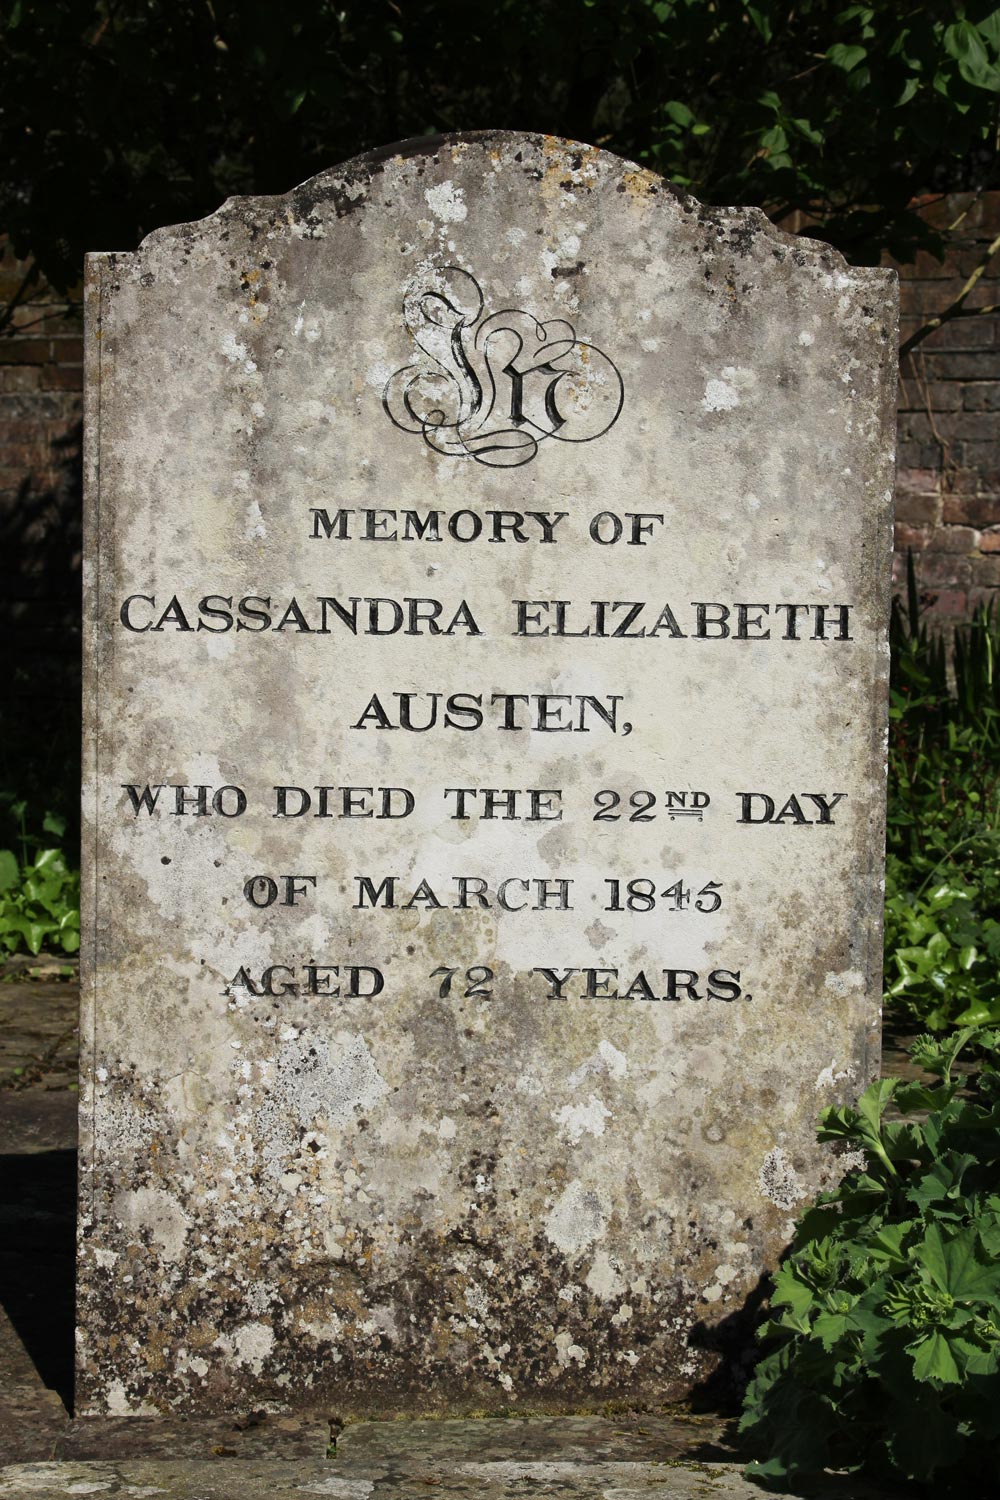 In
MEMORY OF
CASSANDRA ELIZABETH
AUSTEN,
WHO DIED THE 22ND DAY
OF MARCH 1845
AGED 72 YEARS.